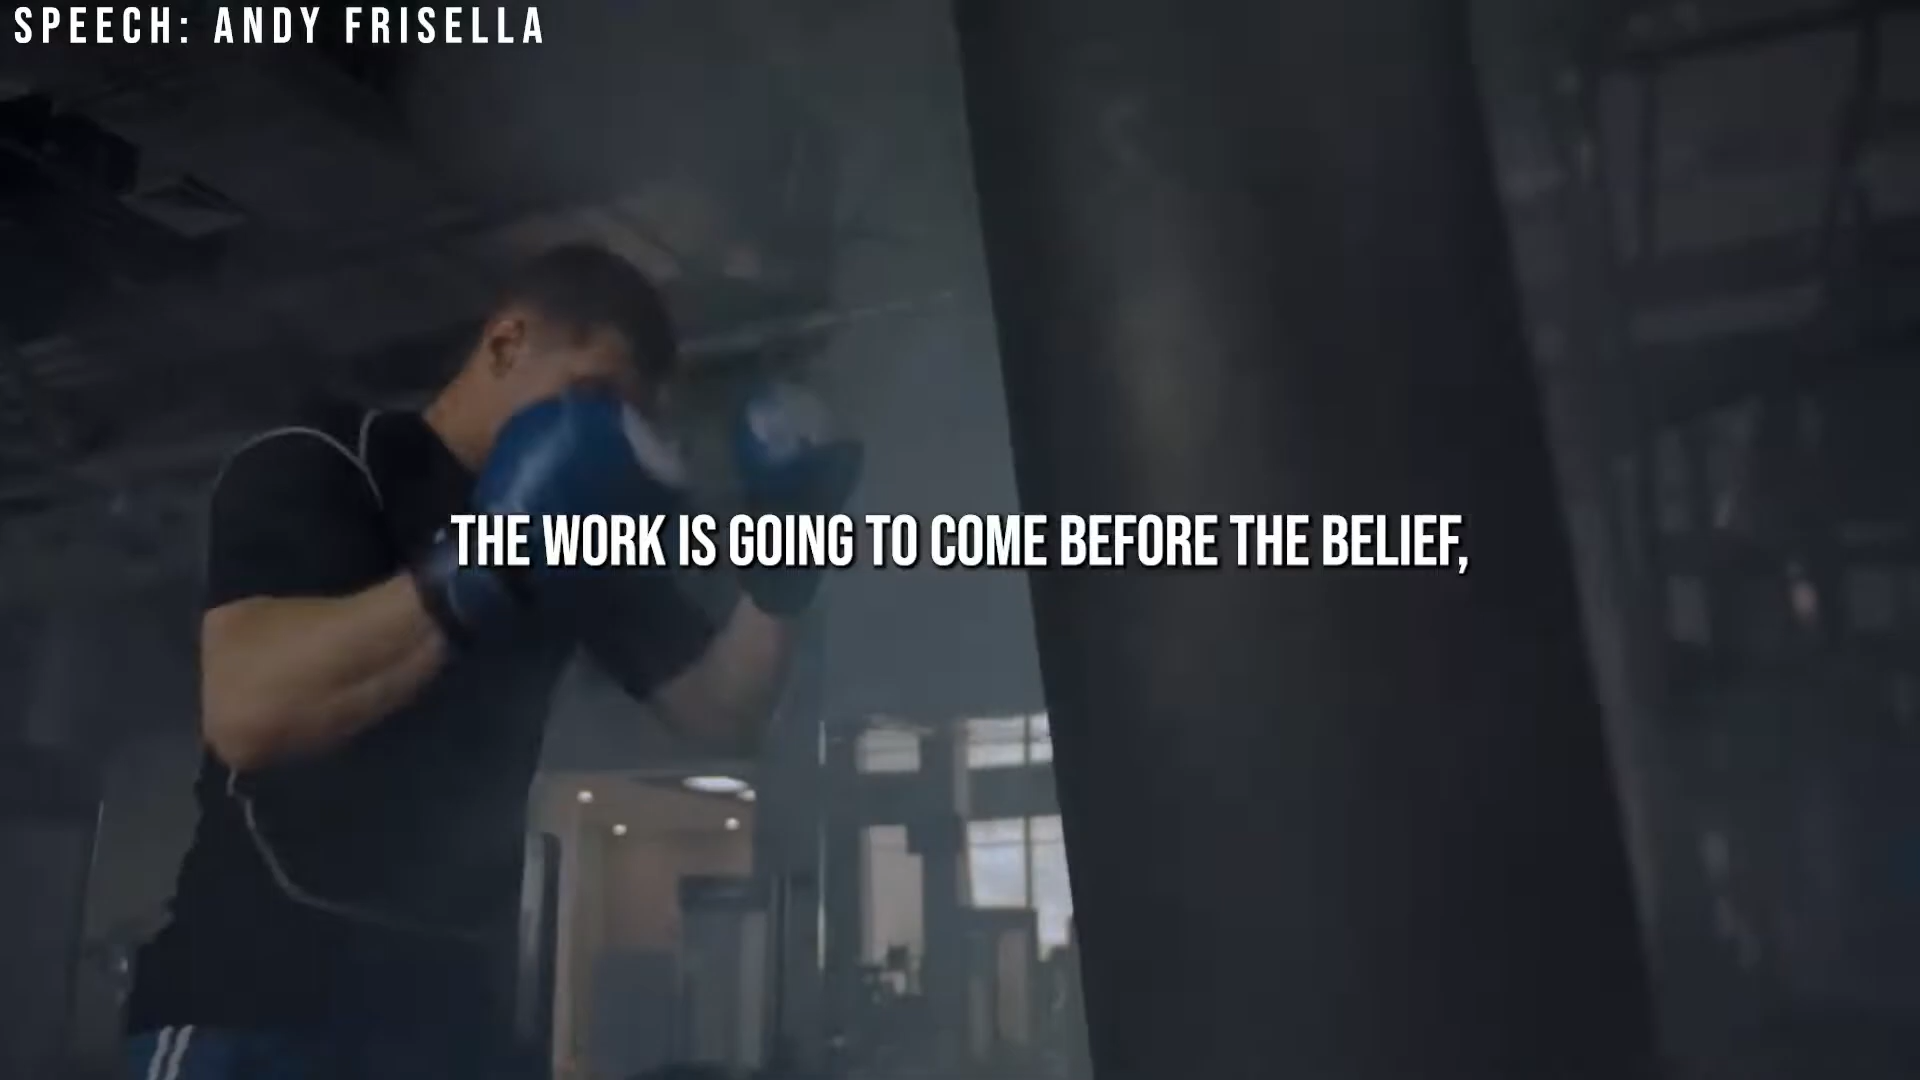 SPEECH: ANDY FRISELLA
THE WORK IS GOING TO COME BEFORE THE BELIEF,